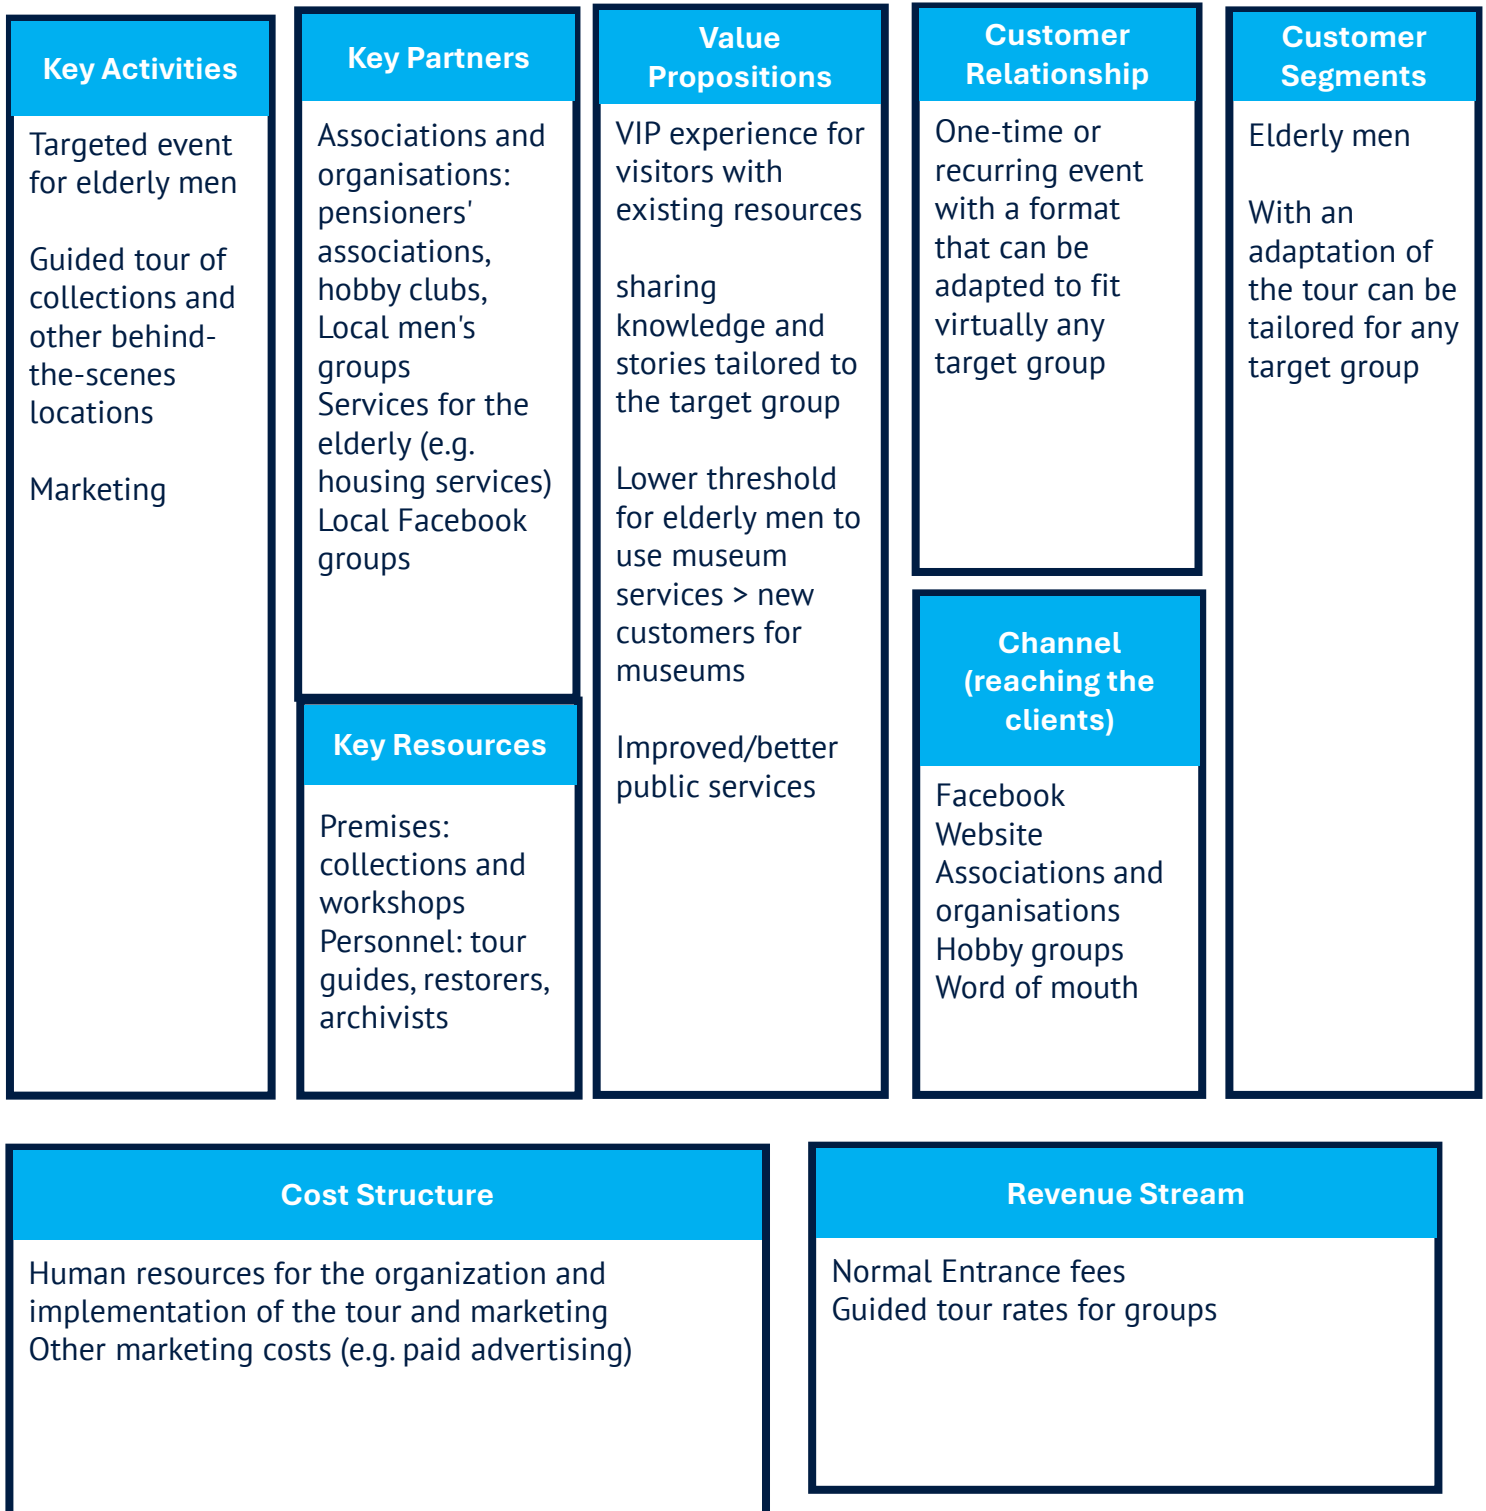 Key Activities
Targeted event
for elderly men
Guided tour of
collections and
other behind-
the-scenes
locations
Marketing
Key Partners
Associations and
organisations:
pensioners'
associations,
hobby clubs,
Local men's
groups
Services for the
elderly (e.g.
housing services)
Local Facebook
groups
Key Resources
Premises:
collections and
workshops
Personnel: tour
guides, restorers,
archivists
Value
Propositions
VIP experience for
visitors with
existing resources
sharing
knowledge and
stories tailored to
the target group
Lower threshold
for elderly men to
use museum
services > new
customers for
museums
Improved/better
public services
Customer
Relationship
One-time or
recurring event
with a format
that can be
adapted to fit
virtually any
target group
Channel
(reaching the
clients)
Facebook
Website
Associations and
organisations
Hobby groups
Word of mouth
Customer
Segments
Elderly men
With an
adaptation of
the tour can be
tailored for any
target group
Cost Structure
Human resources for the organization and
implementation of the tour and marketing
Other marketing costs (e.g. paid advertising)
Revenue Stream
Normal Entrance fees
Guided tour rates for groups